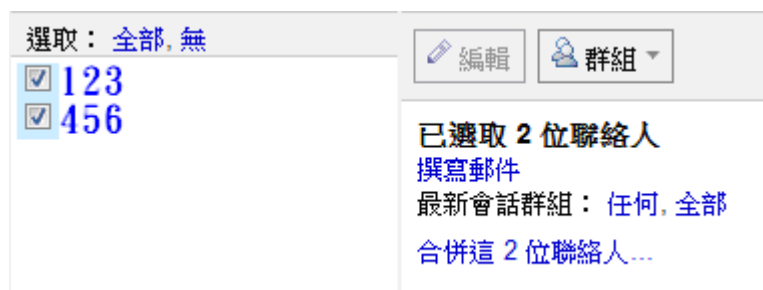 選取： 全部, 無
123
456
編輯 群組
已選取 2 位聯絡人
撰寫郵件
最新會話群組： 任何, 全部
合併這 2 位聯絡人...